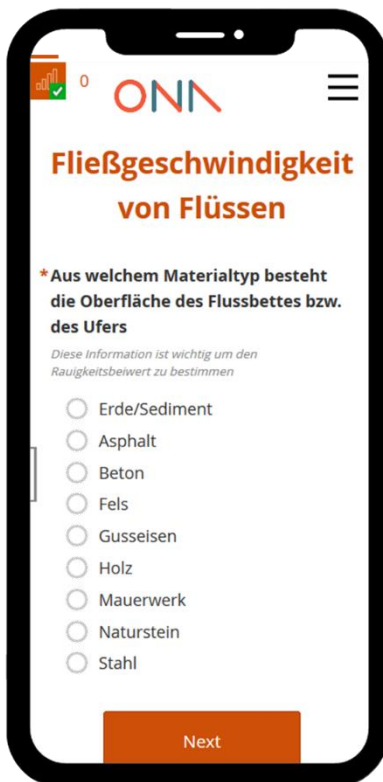 0
ONA
Fließgeschwindigkeit
von Flüssen
*Aus welchem Materialtyp besteht
die Oberfläche des Flussbettes bzw.
des Ufers
Diese Information ist wichtig um den
Rauigkeitsbeiwert zu bestimmen
Erde/Sediment
Asphalt
Beton
Fels
Gusseisen
Holz
Mauerwerk
Naturstein
Stahl
Next